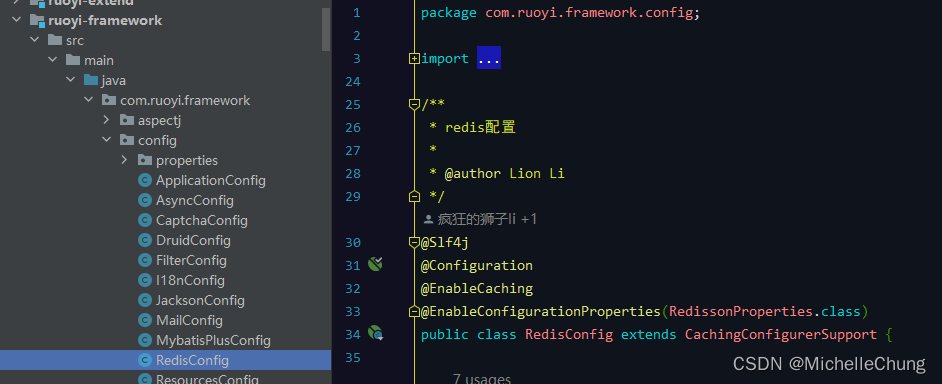 ruoyi-extend
ruoyi-framework
src
main
java
com.ruoyi.framework
aspectj
config
properties
ApplicationConfig
AsyncConfig
CaptchaConfig
DruidConfig
FilterConfig
I18nConfig
JacksonConfig
MailConfig
MybatisPlusConfig
RedisConfig
ResourcesConfig
1 package com.ruoyi.framework.config;
2
3 import ...
24
25 /**
26 * redis配置
27 *
28 * @author Lion Li
29 */
疯狂的狮子li +1
30 @Slf4j
31 @Configuration
32 @EnableCaching
33 @EnableConfigurationProperties(RedissonProperties.class)
34 public class RedisConfig extends CachingConfigurerSupport {
35
7 usages
CSDN @MichelleChung